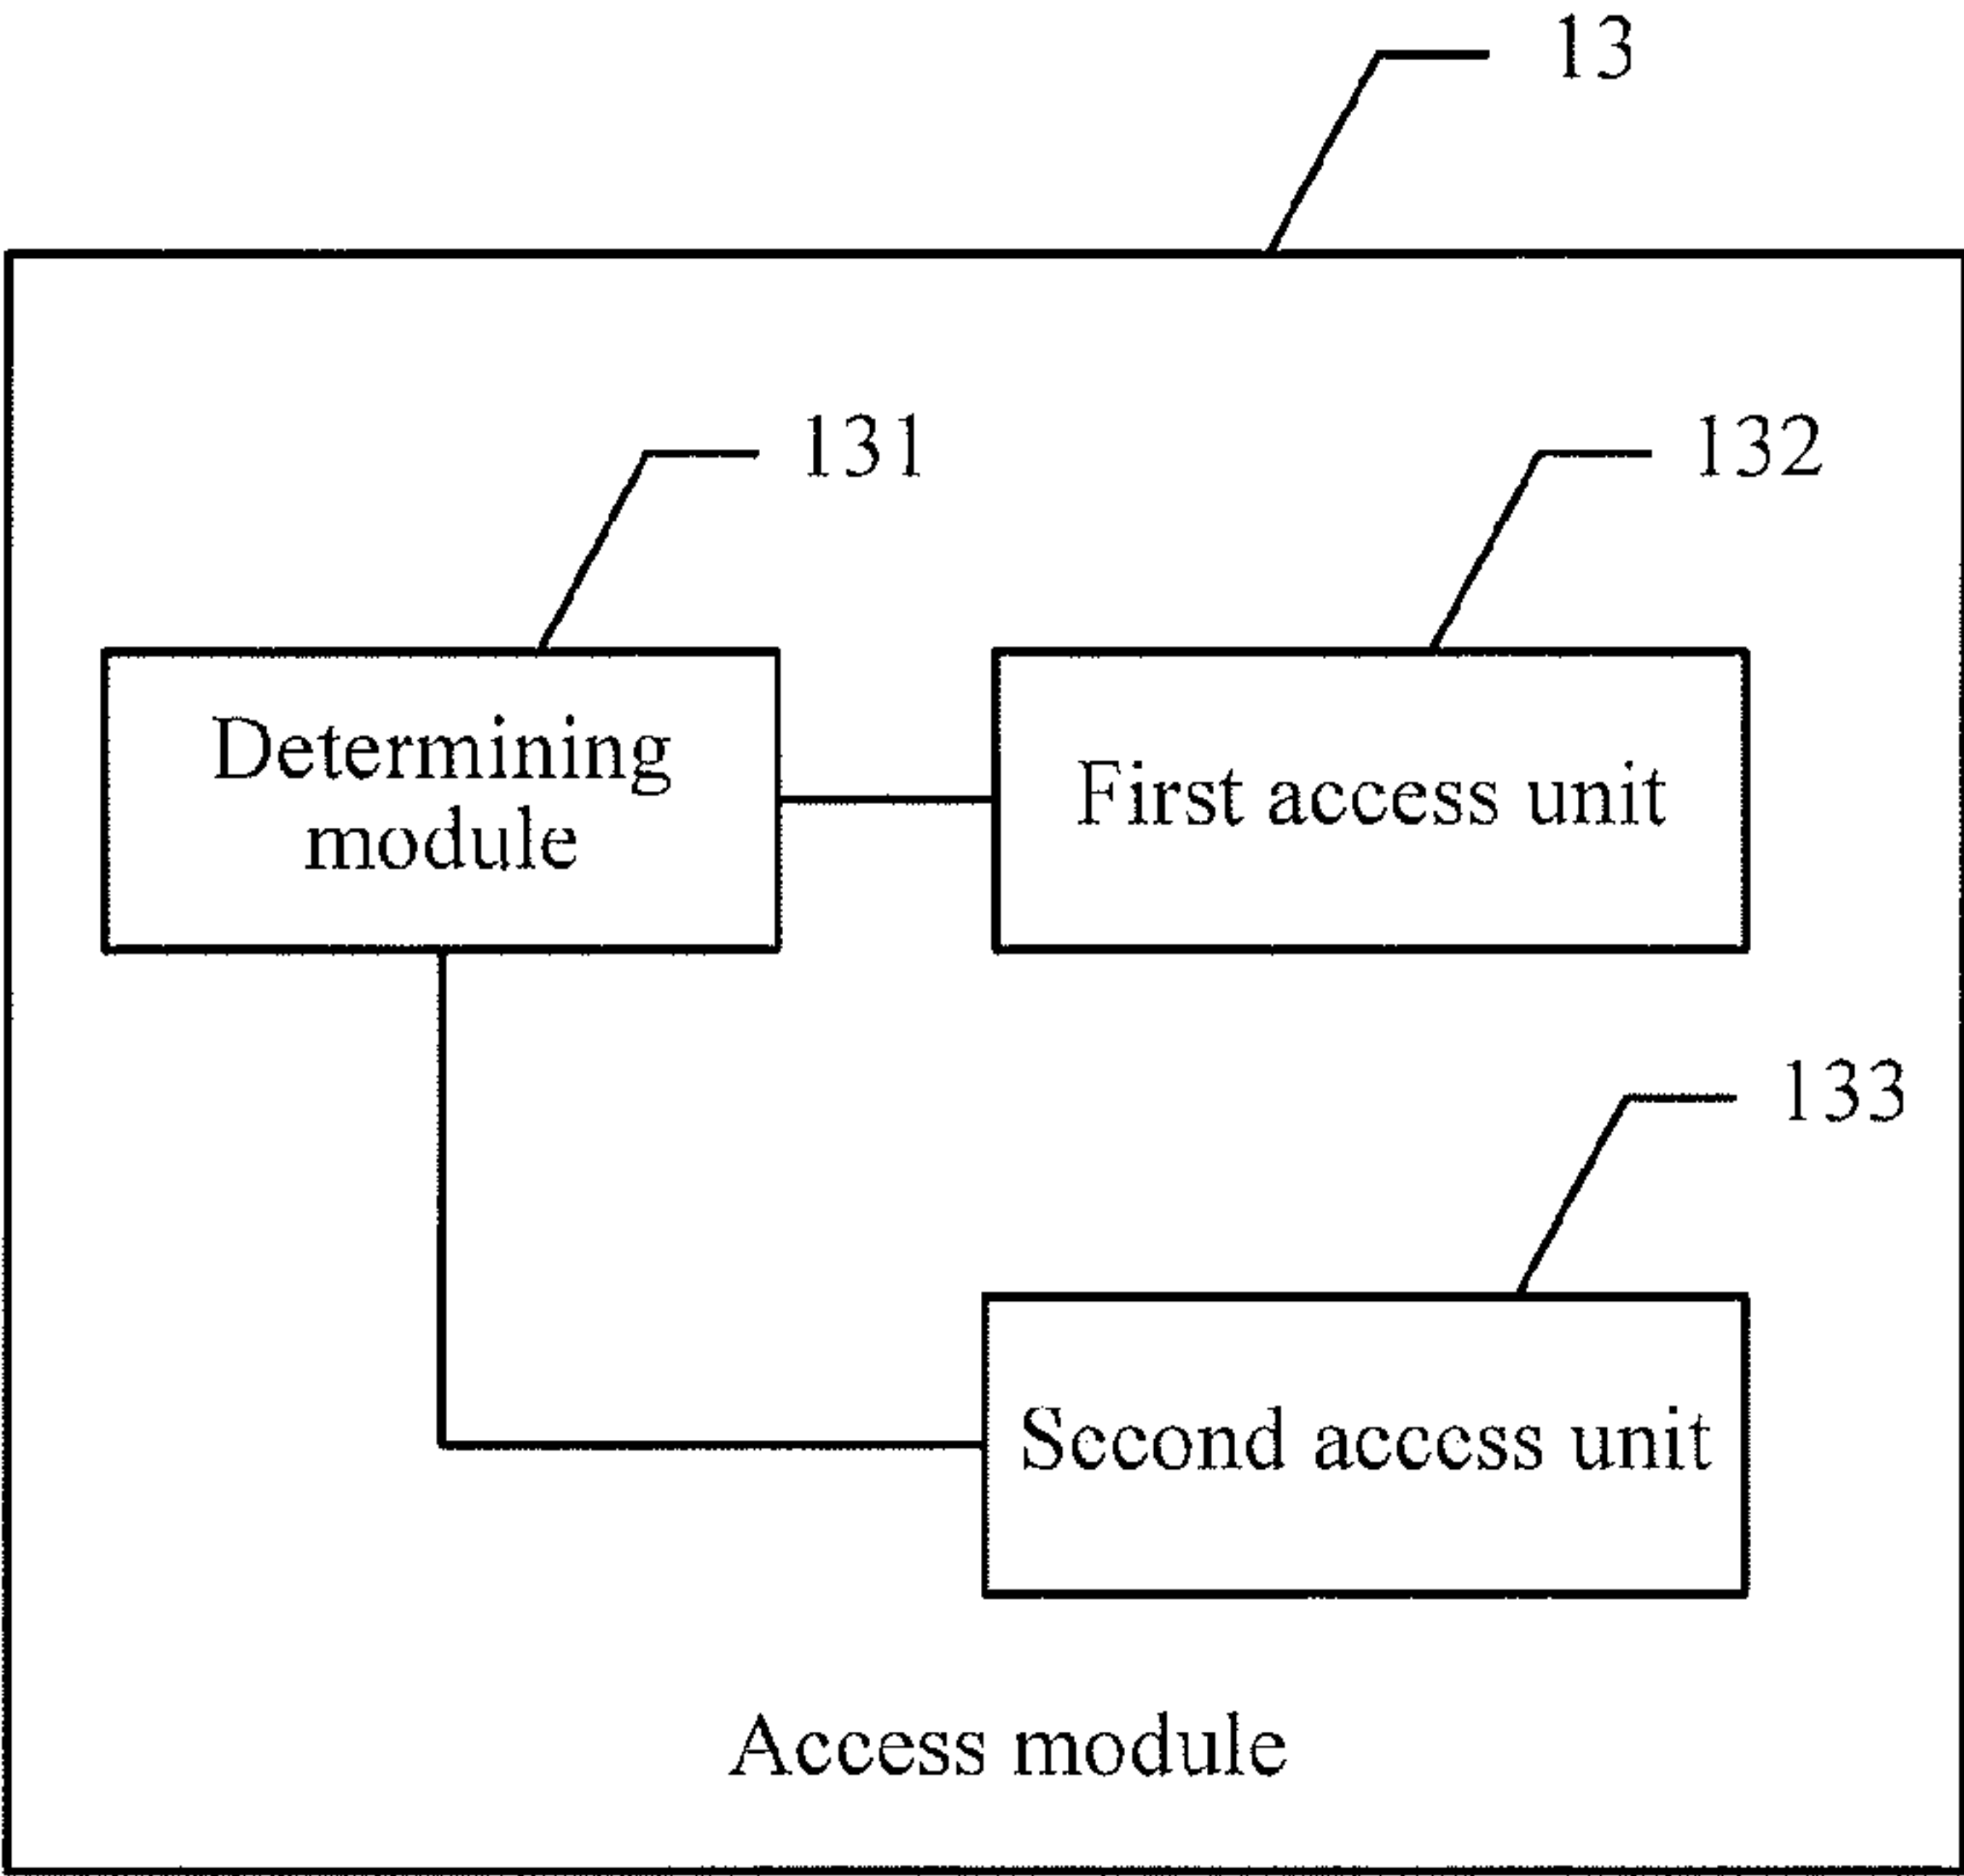 13
131
132
Determining
module
First access unit
133
Second access unit
Access module